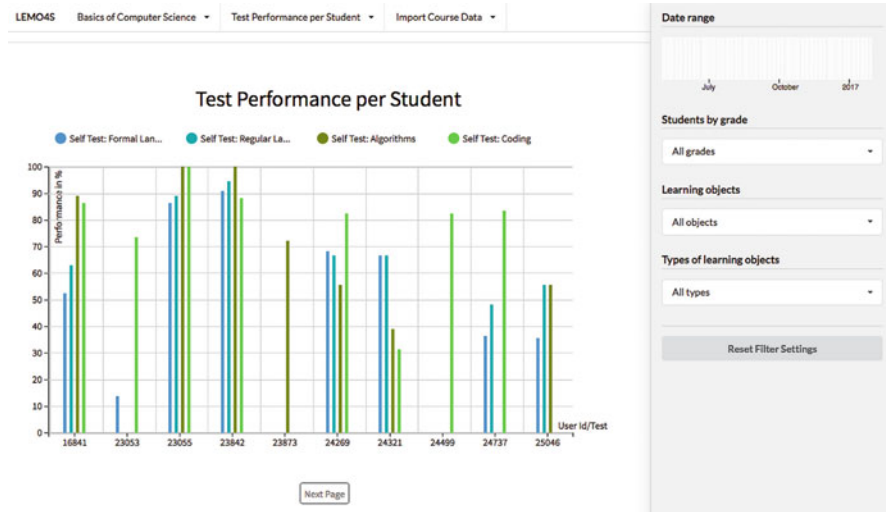 LEMO4S Basics of Computer Science Test Performance per Student Import Course Data
Test Performance per Student
Self Test: Formal Lan... Self Test: Regular La... Self Test: Algorithms Self Test: Coding
Performance in %
100
90
80
70
60
50
40
30
20
10
0
User Id/Test
16841 23053 23055 23842 23873 24269 24321 24499 24737 25046
Next Page
Date range
July October 2017
Students by grade
All grades
Learning objects
All objects
Types of learning objects
All types
Reset Filter Settings